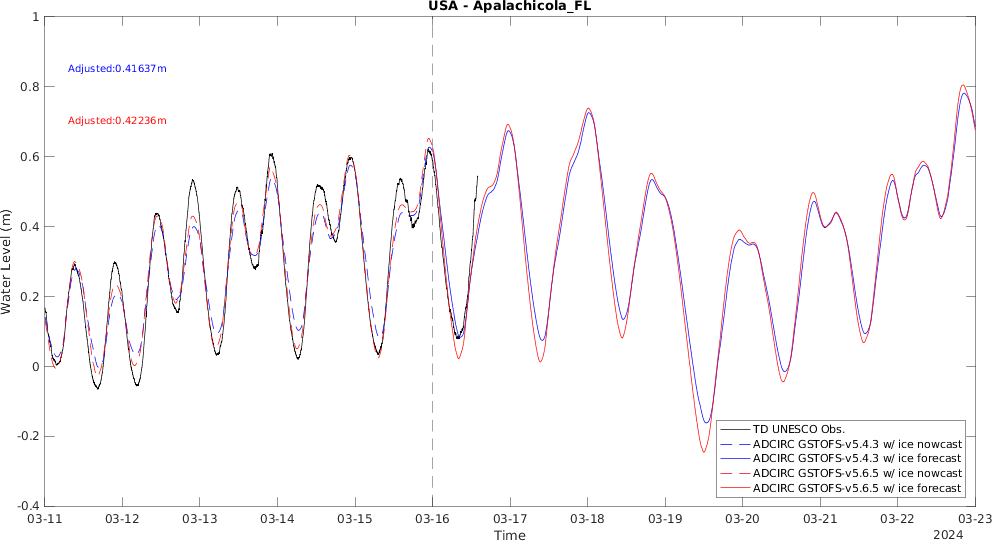 USA - Apalachicola_FL
Adjusted:0.41637m
Adjusted:0.42236m
Water Level (m)
1
0.8
0.6
0.4
0.2
0
-0.2
-0.4
TD UNESCO Obs.
ADCIRC GSTOFS-v5.4.3 w/ ice nowcast
ADCIRC GSTOFS-v5.4.3 w/ ice forecast
ADCIRC GSTOFS-v5.6.5 w/ ice nowcast
ADCIRC GSTOFS-v5.6.5 w/ ice forecast
03-11 03-12 03-13 03-14 03-15 03-16 03-17 03-18 03-19 03-20 03-21 03-22 03-23
Time
2024